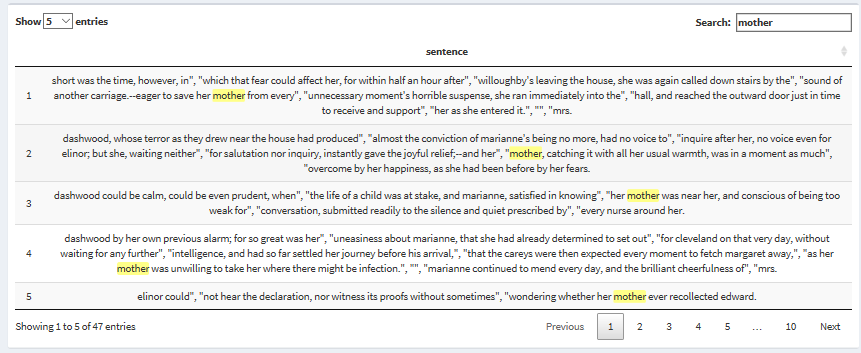 Show 5 entries Search: mother
sentence
short was the time, however, in", "which that fear could affect her, for within half an hour after", "willoughby's leaving the house, she was again called down stairs by the", "sound of
1 another carriage.--eager to save her mother from every", "unnecessary moment's horrible suspense, she ran immediately into the", "hall, and reached the outward door just in time
to receive and support", "her as she entered it.", "", "mrs.
dashwood, whose terror as they drew near the house had produced", "almost the conviction of marianne's being no more, had no voice to", "inquire after her, no voice even for
2 elinor; but she, waiting neither", "for salutation nor inquiry, instantly gave the joyful relief;--and her", "mother, catching it with all her usual warmth, was in a moment as much",
"overcome by her happiness, as she had been before by her fears.
3 dashwood could be calm, could be even prudent, when", "the life of a child was at stake, and marianne, satisfied in knowing", "her mother was near her, and conscious of being too
weak for", "conversation, submitted readily to the silence and quiet prescribed by", "every nurse around her.
dashwood by her own previous alarm; for so great was her", "uneasiness about marianne, that she had already determined to set out", "for cleveland on that very day, without
4 waiting for any further", "intelligence, and had so far settled her journey before his arrival,", "that the careys were then expected every moment to fetch margaret away,", "as her
mother was unwilling to take her where there might be infection.", "", "marianne continued to mend every day, and the brilliant cheerfulness of", "mrs.
5 elinor could", "not hear the declaration, nor witness its proofs without sometimes", "wondering whether her mother ever recollected edward.
Showing 1 to 5 of 47 entries Previous 1 2 3 4 5 ... 10 Next